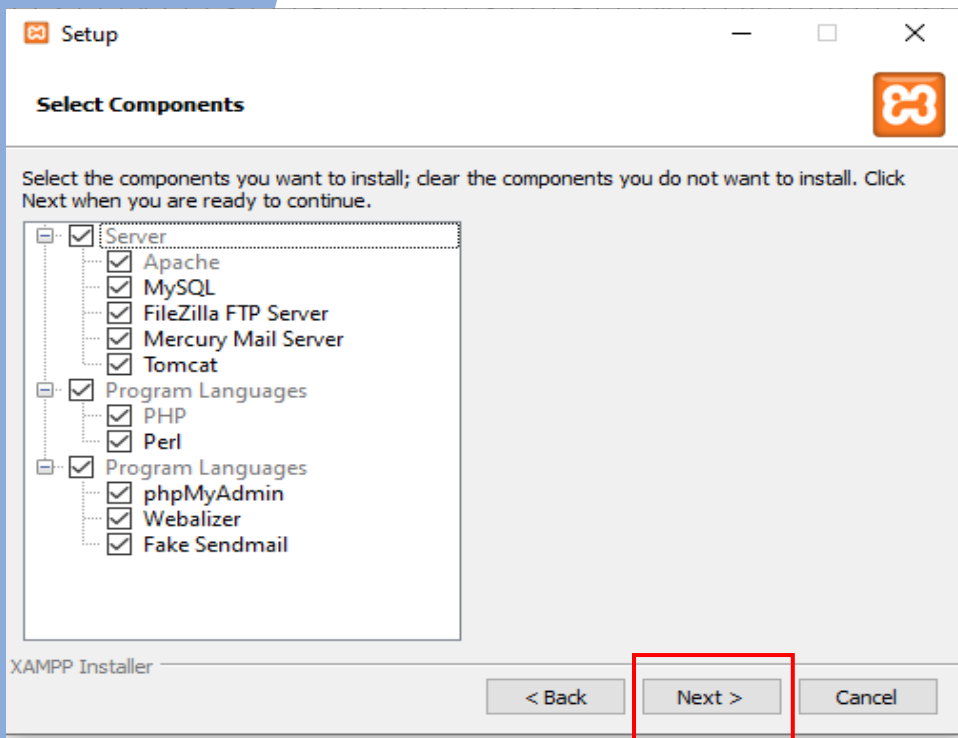 Setup
Select Components
Select the components you want to install; clear the components you do not want to install. Click
Next when you are ready to continue.
Server
Apache
MySQL
FileZilla FTP Server
Mercury Mail Server
Tomcat
Program Languages
PHP
Perl
Program Languages
phpMyAdmin
Webalizer
Fake Sendmail
XAMPP Installer
< Back
Next >
Cancel